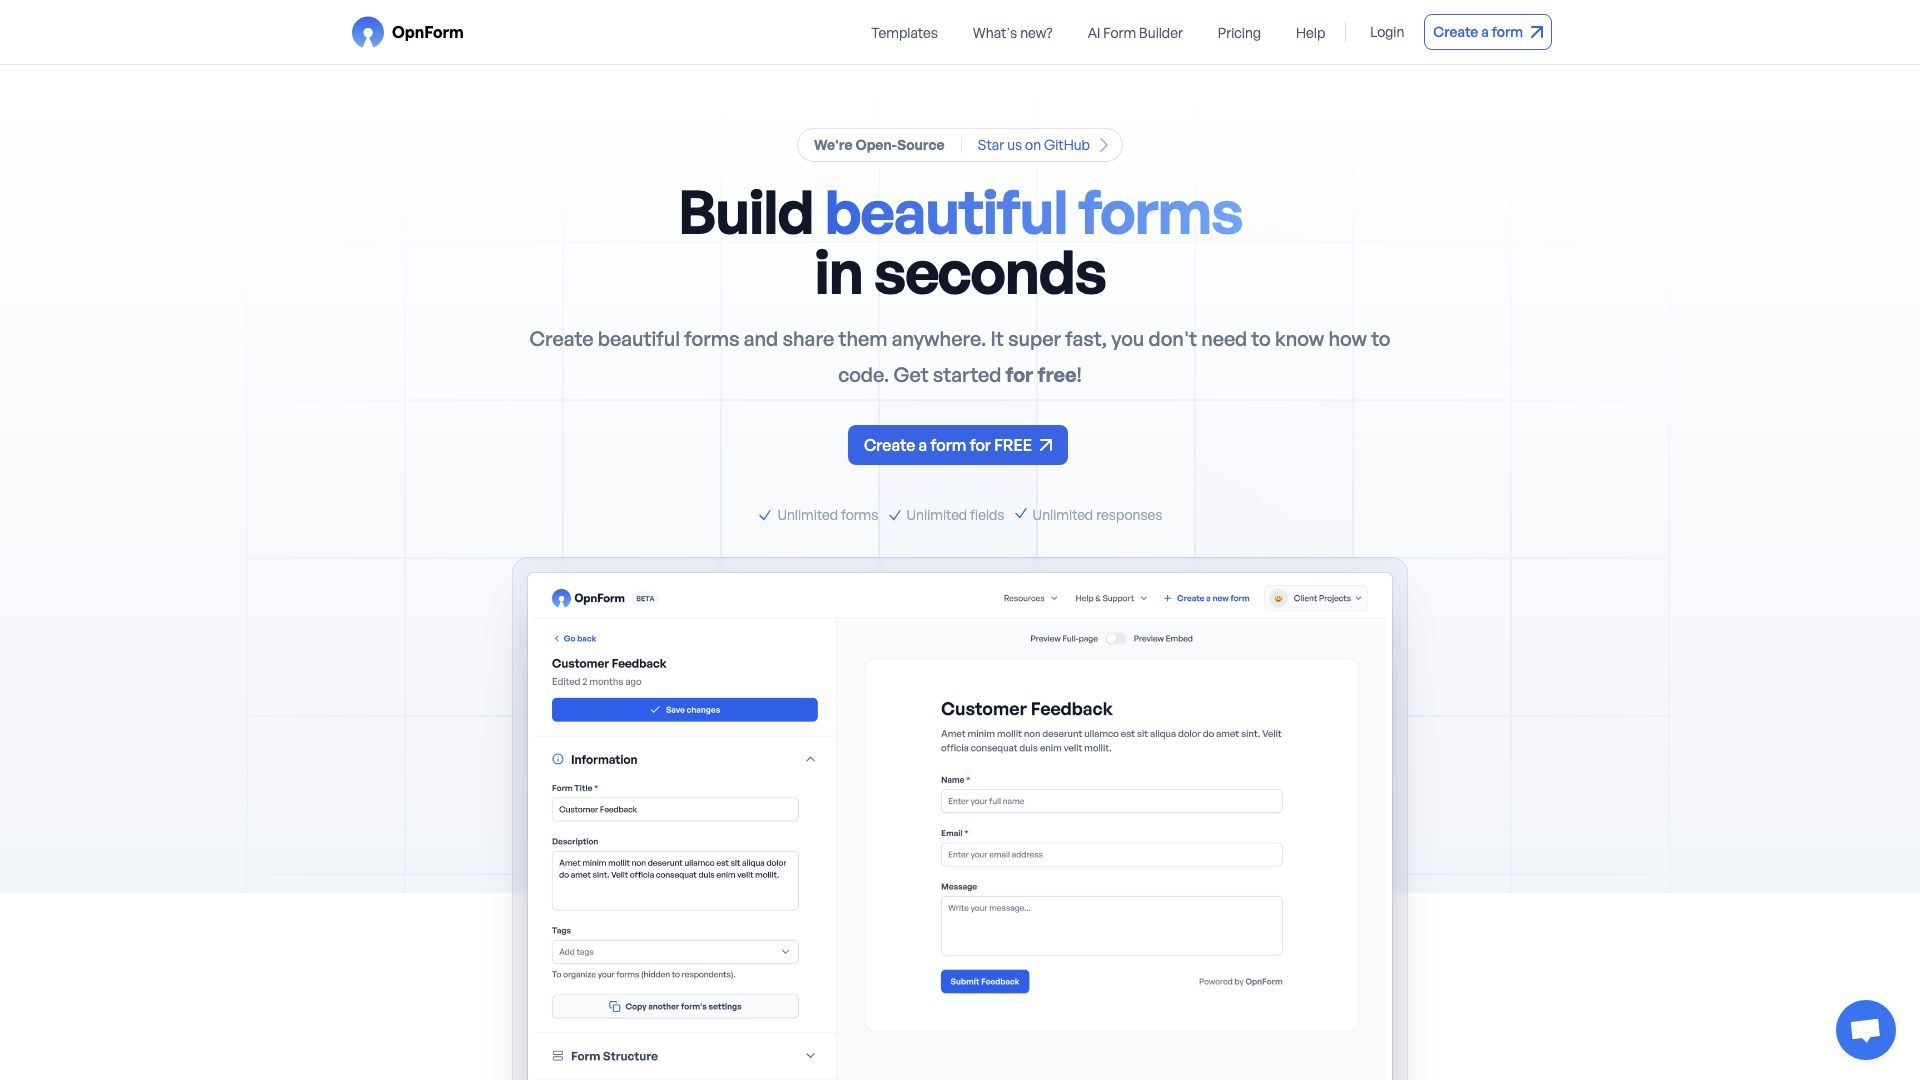 OpnForm
Templates
What's new?
AI Form Builder
Pricing
Help
Login
Create a form
We're Open-Source
Star us on GitHub
Build beautiful forms
in seconds
Create beautiful forms and share them anywhere. It super fast, you don't need to know how to
code. Get started for free!
Create a form for FREE
Unlimited forms
Unlimited fields
Unlimited responses
OpnForm BETA
Resources
Help & Support
Create a new form
Client Projects
Go back
Customer Feedback
Edited 2 months ago
Save changes
Information
Form Title *
Customer Feedback
Description
Amet minim mollit non deserunt ullamco est sit aliqua dolor
do amet sint. Velit officia consequat duis enim velit mollit.
Tags
Add tags
To organize your forms (hidden to respondents).
Copy another form's settings
Form Structure
Preview Full-page
Preview Embed
Customer Feedback
Amet minim mollit non deserunt ullamco est sit aliqua dolor do amet sint. Velit
officia consequat duis enim velit mollit.
Name *
Enter your full name
Email *
Enter your email address
Message
Write your message...
Submit Feedback
Powered by OpnForm